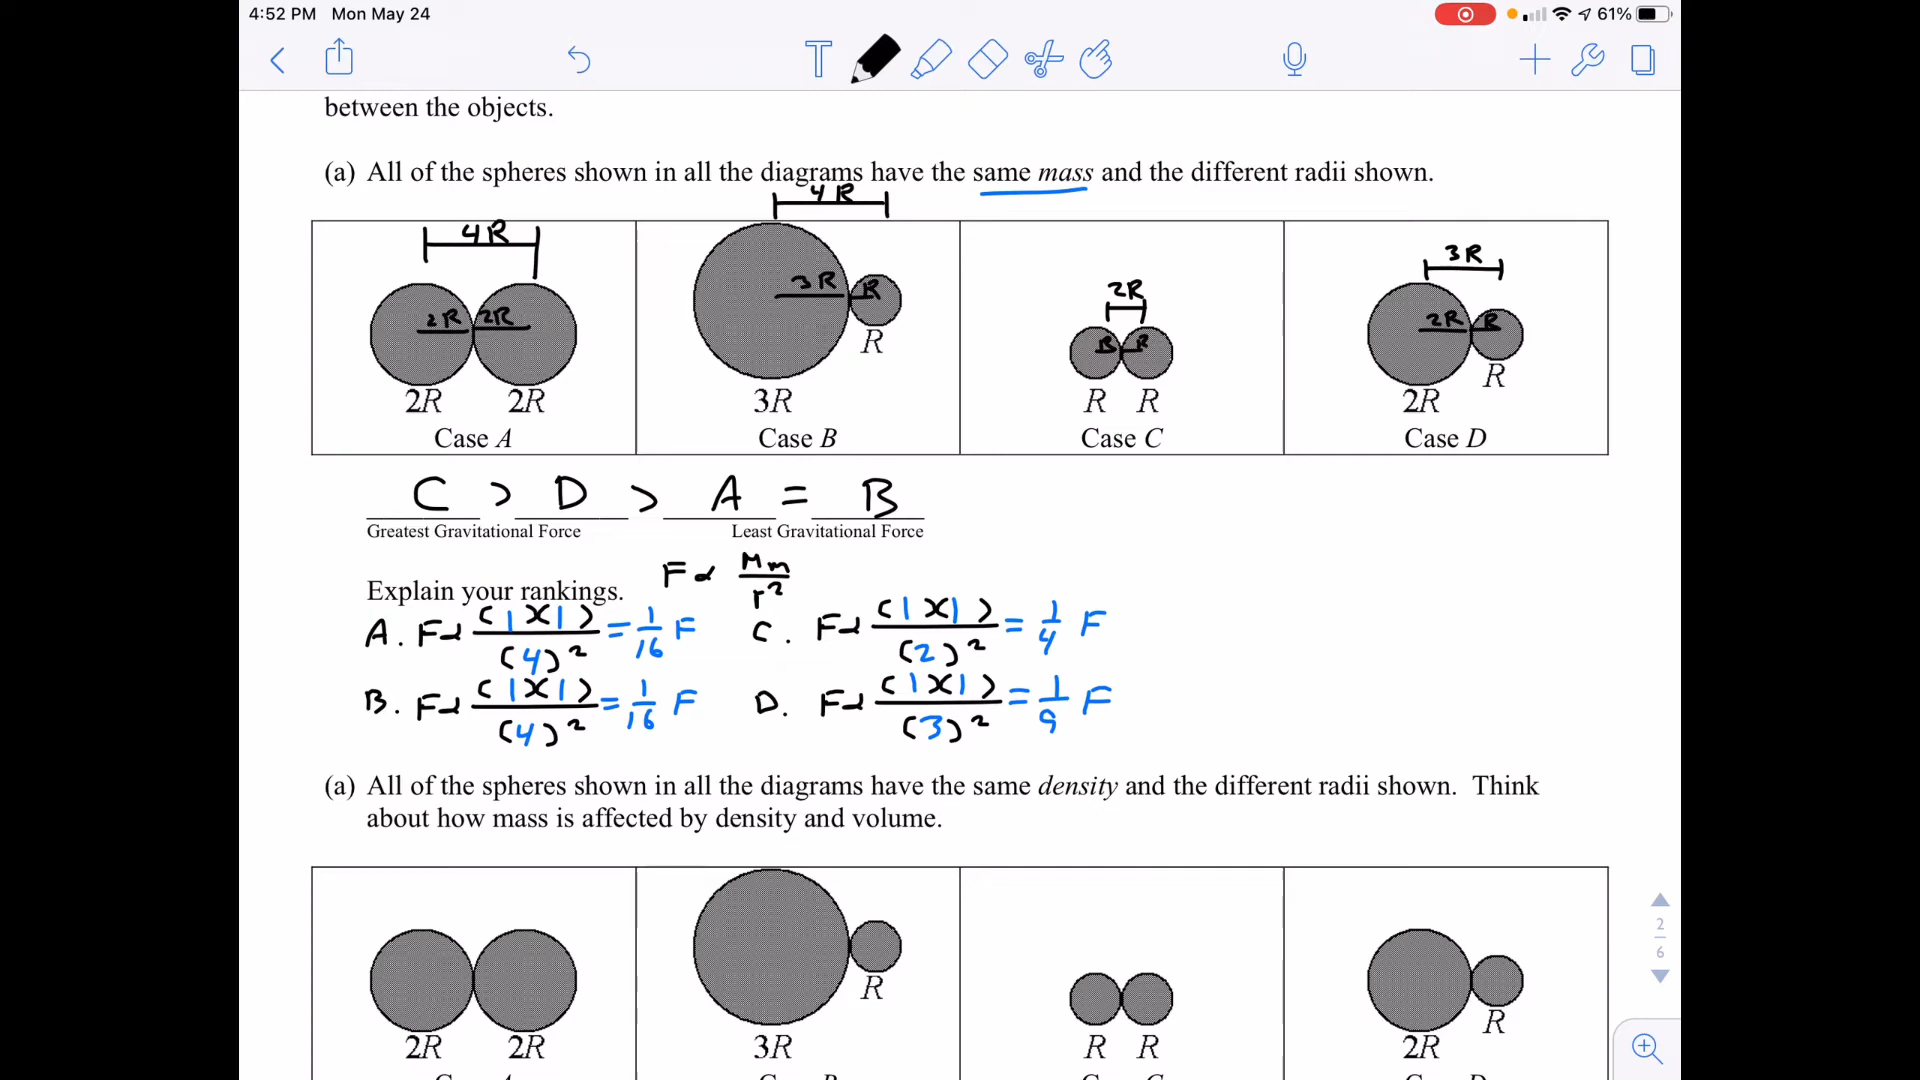 4:52 PM Mon May 24
61%
T
between the objects.
(a) All of the spheres shown in all the diagrams have the same mass and the different radii shown.
4R
4R
2R 2R
2R 2R
Case A
3R R
R
3R
Case B
2R
R R
R R
Case C
3R
2R R
R
2R
Case D
C > D > A = B
Greatest Gravitational Force Least Gravitational Force
Explain your rankings. F ∝ Mm/r²
A. F ∝ (1)(1)/(4)² = 1/16 F
C. F ∝ (1)(1)/(2)² = 1/4 F
B. F ∝ (1)(1)/(4)² = 1/16 F
D. F ∝ (1)(1)/(3)² = 1/9 F
(a) All of the spheres shown in all the diagrams have the same density and the different radii shown. Think
about how mass is affected by density and volume.
2R 2R
R
3R
R R
R
2R
2
6